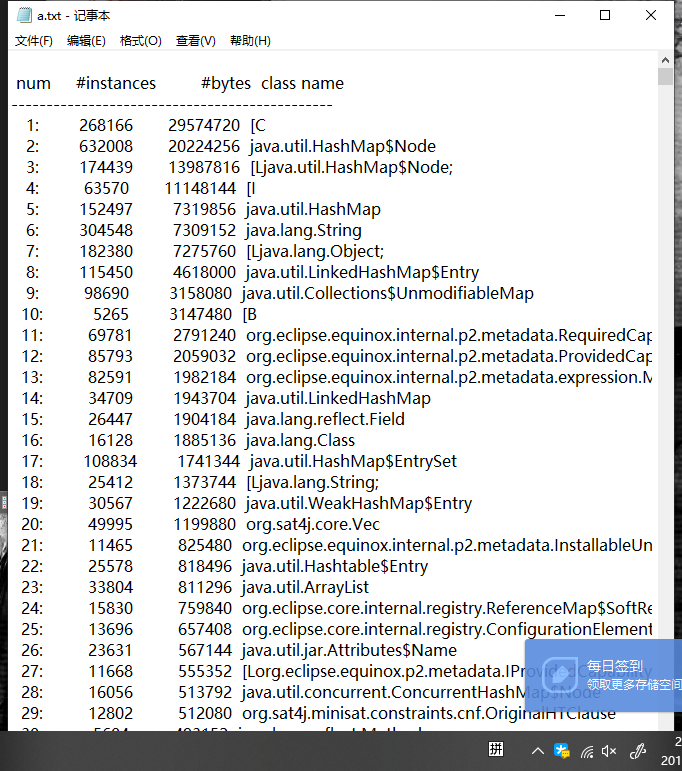 a.txt - 记事本
文件(F) 编辑(E) 格式(O) 查看(V) 帮助(H)
num #instances #bytes class name
----------------------------------------------
1: 268166 29574720 [C
2: 632008 20224256 java.util.HashMap$Node
3: 174439 13987816 [Ljava.util.HashMap$Node;
4: 63570 11148144 [I
5: 152497 7319856 java.util.HashMap
6: 304548 7309152 java.lang.String
7: 182380 7275760 [Ljava.lang.Object;
8: 115450 4618000 java.util.LinkedHashMap$Entry
9: 98690 3158080 java.util.Collections$UnmodifiableMap
10: 5265 3147480 [B
11: 69781 2791240 org.eclipse.equinox.internal.p2.metadata.RequiredCap
12: 85793 2059032 org.eclipse.equinox.internal.p2.metadata.ProvidedCap
13: 82591 1982184 org.eclipse.equinox.internal.p2.metadata.expression.M
14: 34709 1943704 java.util.LinkedHashMap
15: 26447 1904184 java.lang.reflect.Field
16: 16128 1885136 java.lang.Class
17: 108834 1741344 java.util.HashMap$EntrySet
18: 25412 1373744 [Ljava.lang.String;
19: 30567 1222680 java.util.WeakHashMap$Entry
20: 49995 1199880 org.sat4j.core.Vec
21: 11465 825480 org.eclipse.equinox.internal.p2.metadata.InstallableUn
22: 25578 818496 java.util.Hashtable$Entry
23: 33804 811296 java.util.ArrayList
24: 15830 759840 org.eclipse.core.internal.registry.ReferenceMap$SoftRe
25: 13696 657408 org.eclipse.core.internal.registry.ConfigurationElement
26: 23631 567144 java.util.jar.Attributes$Name
27: 11668 555352 [Lorg.eclipse.equinox.p2.metadata.IProvidedCapability
28: 16056 513792 java.util.concurrent.ConcurrentHashMap$Node
29: 12802 512080 org.sat4j.minisat.constraints.cnf.OriginalHTClause
每日签到
领取更多存储空间
拼
2
201